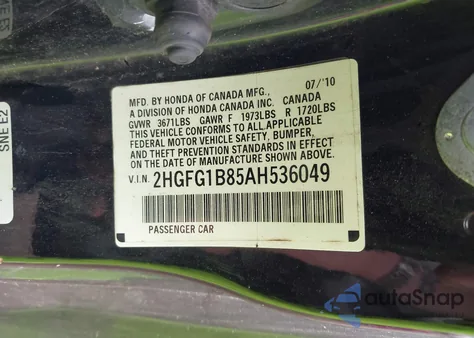 MFD. BY HONDA OF CANADA MFG., 07/'10
A DIVISION OF HONDA CANADA INC. CANADA
GVWR 3671LBS GAWR F 1973LBS R 1720LBS
THIS VEHICLE CONFORMS TO ALL APPLICABLE
FEDERAL MOTOR VEHICLE SAFETY, BUMPER,
AND THEFT PREVENTION STANDARDS IN EFFECT
ON THE DATE OF MANUFACTURE SHOWN ABOVE.
V.I.N. 2HGFG1B85AH536049
PASSENGER CAR
SNE E2
autoSnap